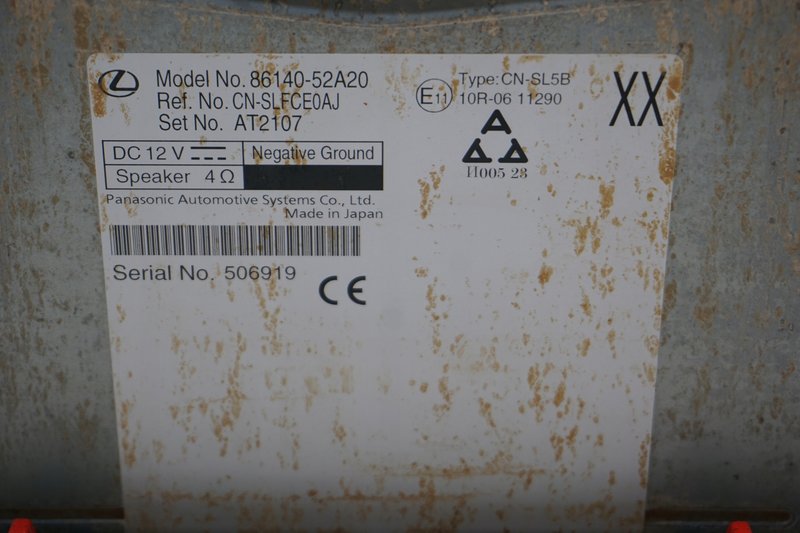 Model No. 86140-52A20
Ref. No. CN-SLFCE0AJ
Set No. AT2107
DC 12 V
Negative Ground
Speaker 4 Ω
Panasonic Automotive Systems Co., Ltd.
Made in Japan
Serial No. 506919
CE
E11
Type: CN-SL5B
10R-06 11290
И005 23
XX